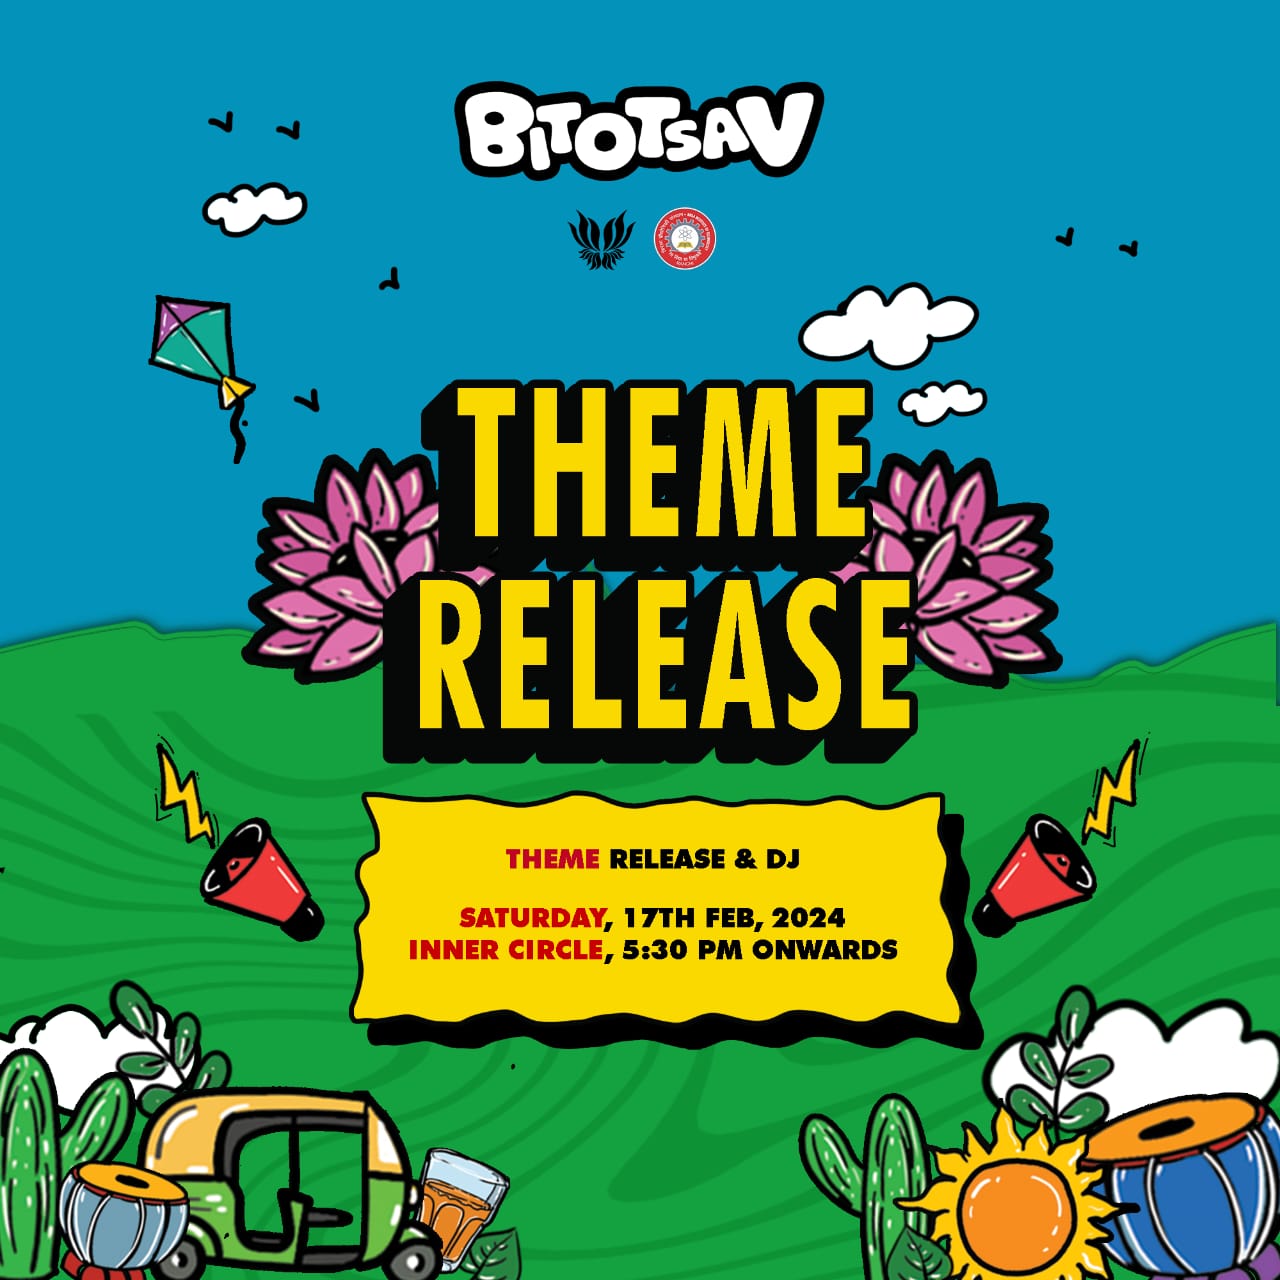 BITOTSAV
THEME
RELEASE
THEME RELEASE & DJ
SATURDAY, 17TH FEB, 2024
INNER CIRCLE, 5:30 PM ONWARDS